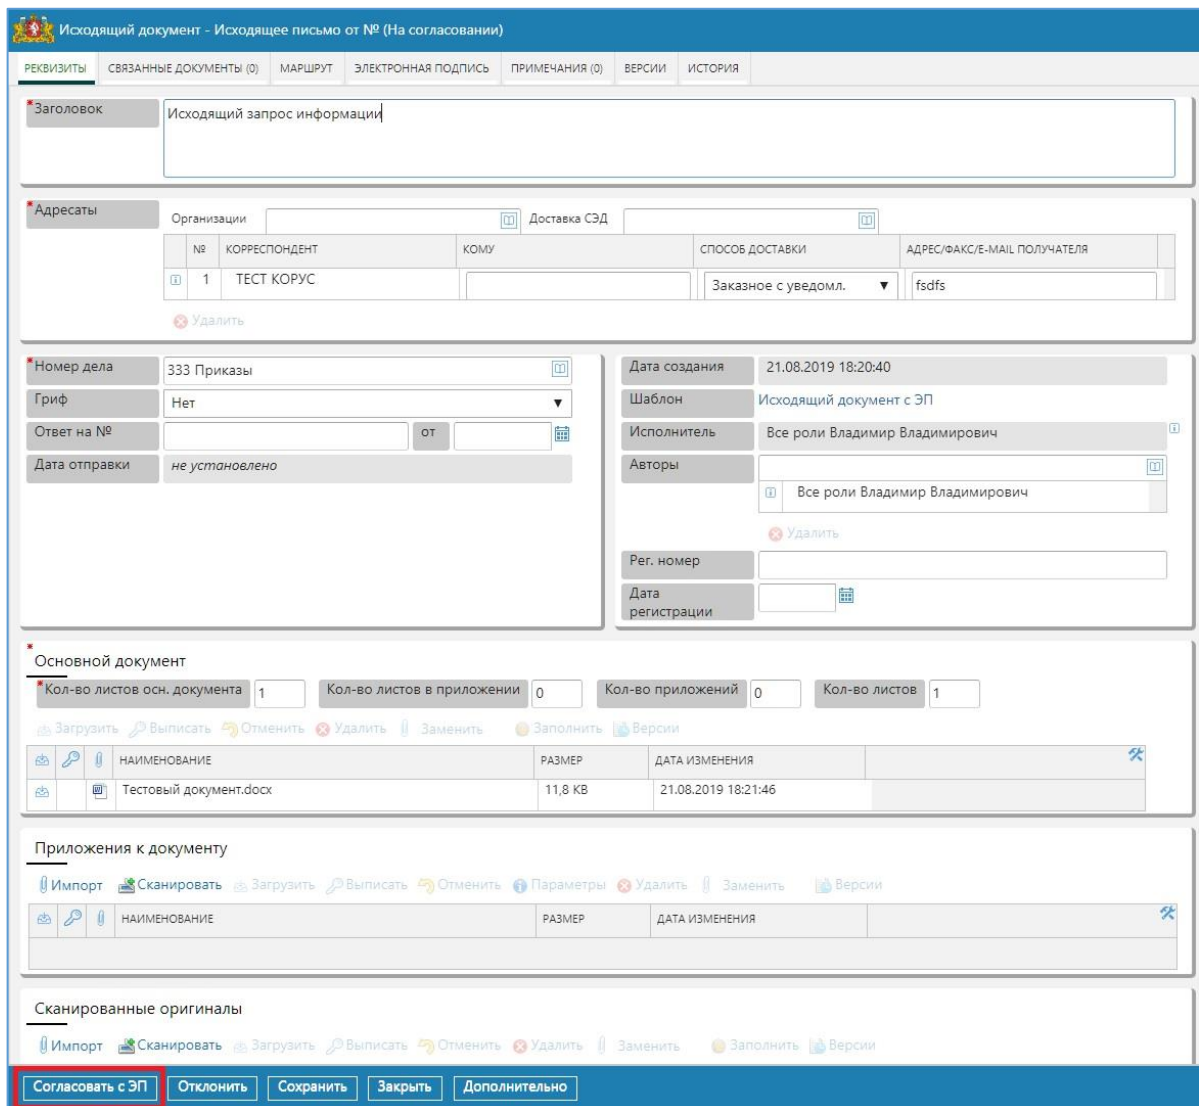 Исходящий документ - Исходящее письмо от № (На согласовании)
РЕКВИЗИТЫ СВЯЗАННЫЕ ДОКУМЕНТЫ (0) МАРШРУТ ЭЛЕКТРОННАЯ ПОДПИСЬ ПРИМЕЧАНИЯ (0) ВЕРСИИ ИСТОРИЯ
*Заголовок Исходящий запрос информации
*Адресаты Организации Доставка СЭД
№ КОРРЕСПОНДЕНТ КОМУ СПОСОБ ДОСТАВКИ АДРЕС/ФАКС/E-MAIL ПОЛУЧАТЕЛЯ
1 ТЕСТ КОРУС Заказное с уведомл. ▼ fsdfs
Удалить
*Номер дела 333 Приказы
Гриф Нет ▼
Ответ на № от
Дата отправки не установлено
Дата создания 21.08.2019 18:20:40
Шаблон Исходящий документ с ЭП
Исполнитель Все роли Владимир Владимирович
Авторы
Все роли Владимир Владимирович
Удалить
Рег. номер
Дата
регистрации
*
Основной документ
*Кол-во листов осн. документа 1 Кол-во листов в приложении 0 Кол-во приложений 0 Кол-во листов 1
Загрузить Выписать Отменить Удалить Заменить Заполнить Версии
НАИМЕНОВАНИЕ РАЗМЕР ДАТА ИЗМЕНЕНИЯ
Тестовый документ.docx 11,8 KB 21.08.2019 18:21:46
Приложения к документу
Импорт Сканировать Загрузить Выписать Отменить Параметры Удалить Заменить Версии
НАИМЕНОВАНИЕ РАЗМЕР ДАТА ИЗМЕНЕНИЯ
Сканированные оригиналы
Импорт Сканировать Загрузить Выписать Отменить Удалить Заменить Заполнить Версии
Согласовать с ЭП Отклонить Сохранить Закрыть Дополнительно